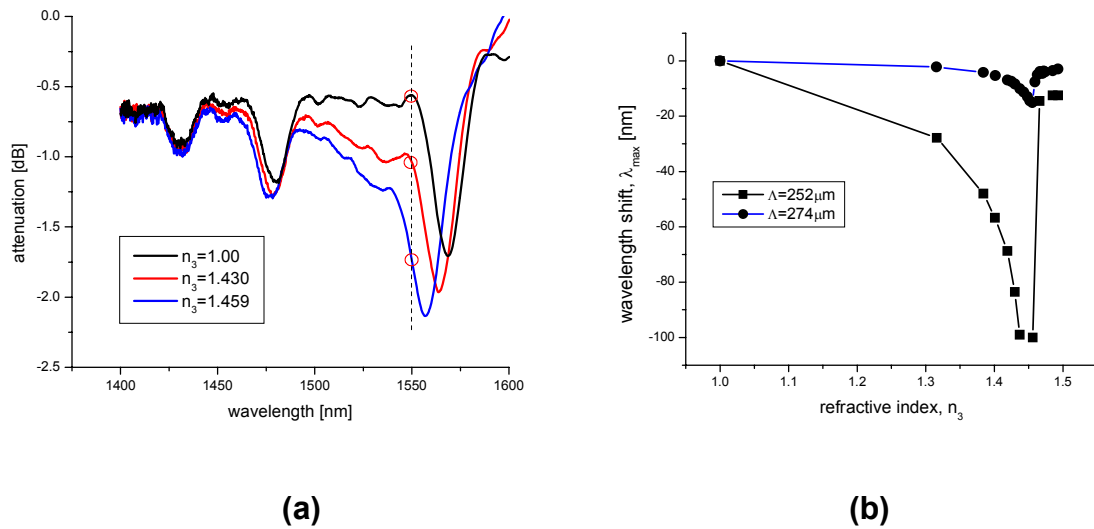 0.0
-0.5
-1.0
-1.5
-2.0
-2.5
attenuation [dB]
n3=1.00
n3=1.430
n3=1.459
1400 1450 1500 1550 1600
wavelength [nm]
(a)
0
-20
-40
-60
-80
-100
wavelength shift, λmax [nm]
Λ=252μm
Λ=274μm
1.0 1.1 1.2 1.3 1.4 1.5
refractive index, n3
(b)